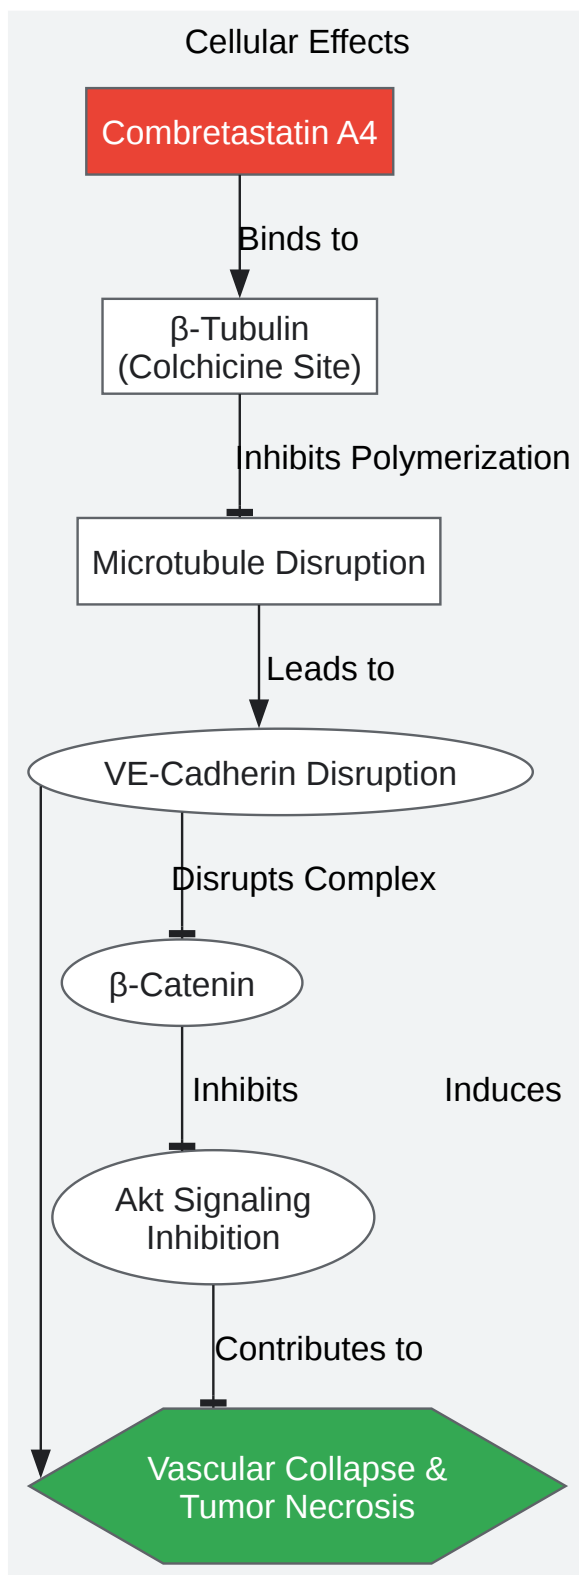 Cellular Effects
Combretastatin A4
Binds to
β-Tubulin
(Colchicine Site)
Inhibits Polymerization
Microtubule Disruption
Leads to
VE-Cadherin Disruption
Disrupts Complex
β-Catenin
Inhibits
Induces
Akt Signaling
Inhibition
Contributes to
Vascular Collapse &
Tumor Necrosis